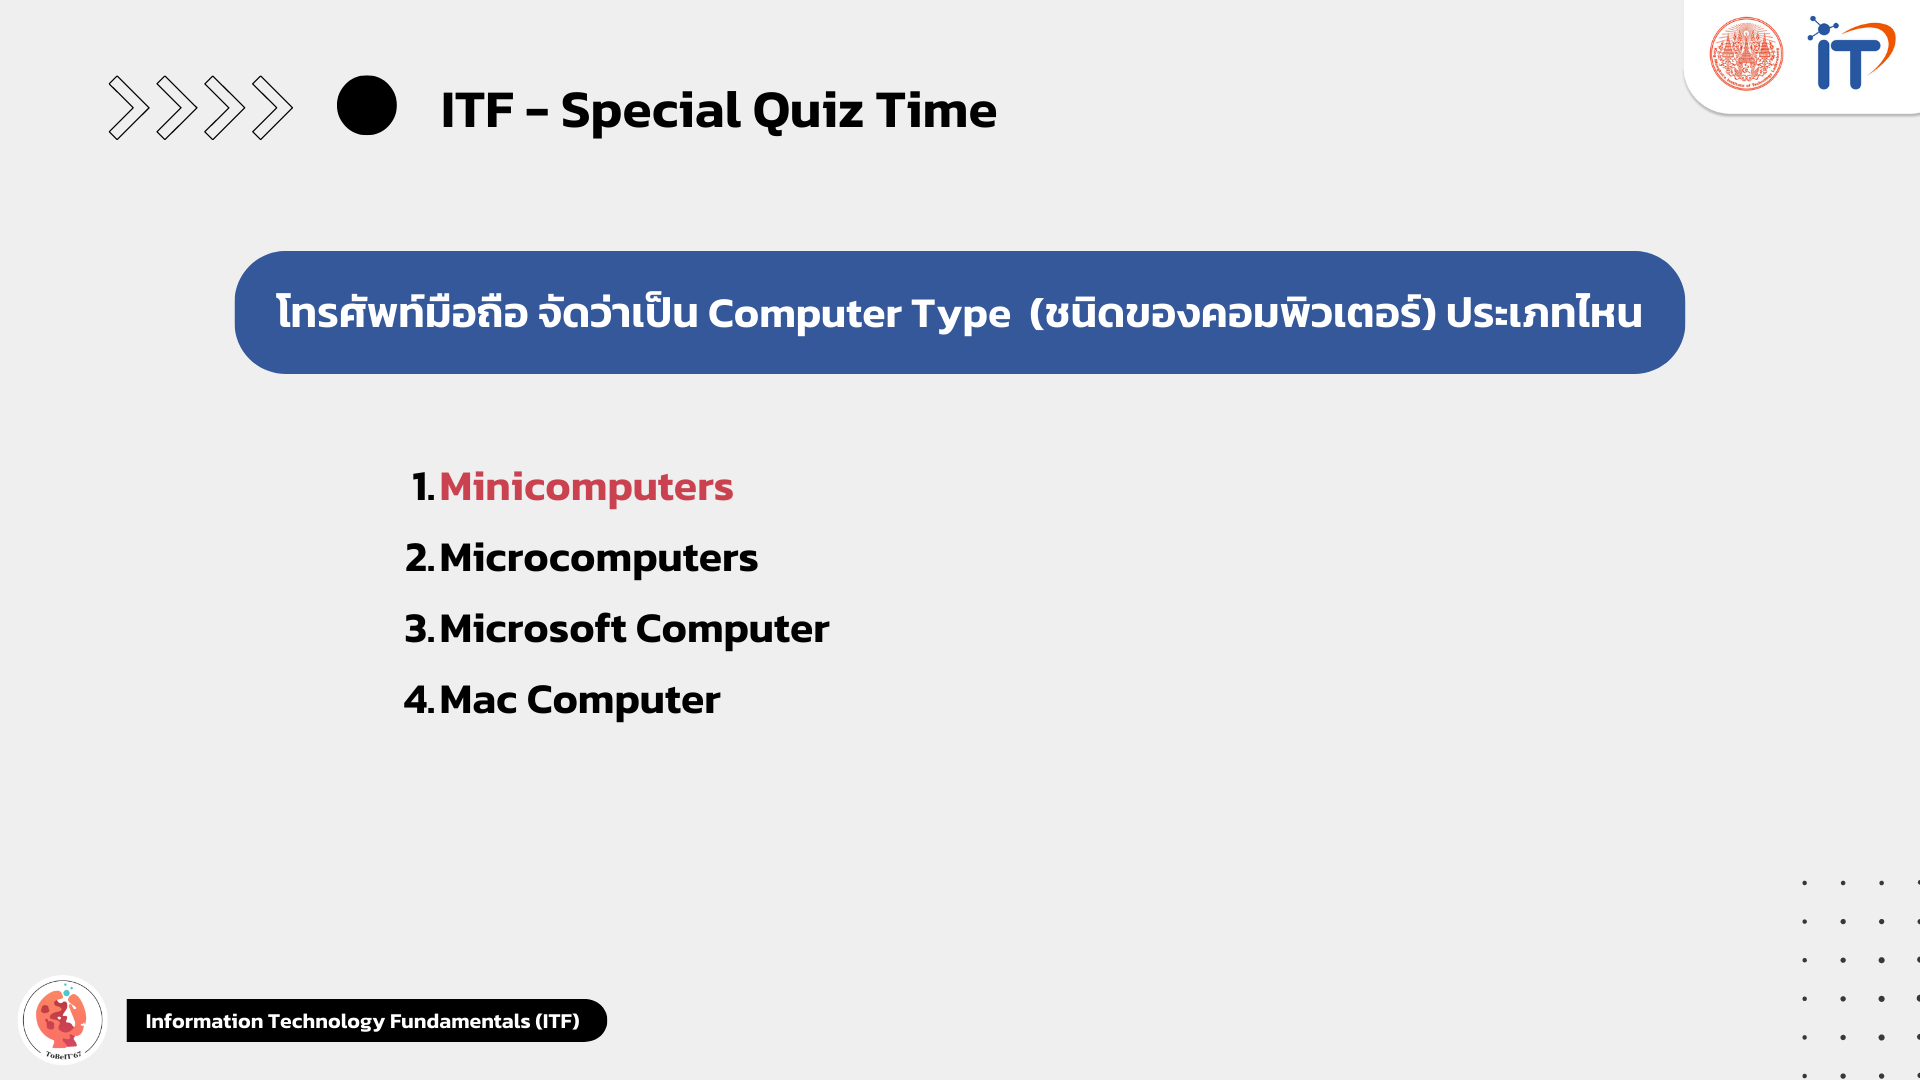 ITF - Special Quiz Time
โทรศัพท์มือถือ จัดว่าเป็น Computer Type (ชนิดของคอมพิวเตอร์) ประเภทไหน
1. Minicomputers
2. Microcomputers
3. Microsoft Computer
4. Mac Computer
IT
ToBeIT'67
Information Technology Fundamentals (ITF)